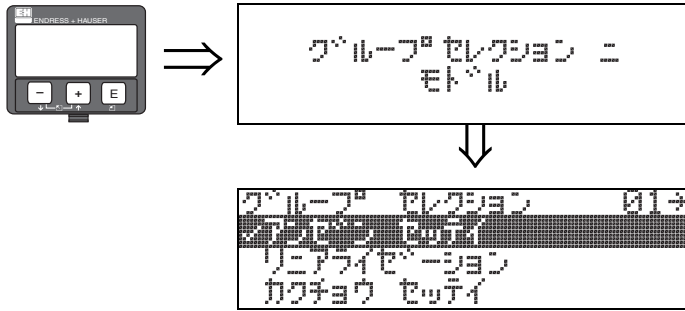 EH
ENDRESS + HAUSER
− + E
グループ セレクション ニ
モドル
グループ セレクション 01→
✓アンゼン セッテイ
リニアライゼーション
カクチョウ セッテイ